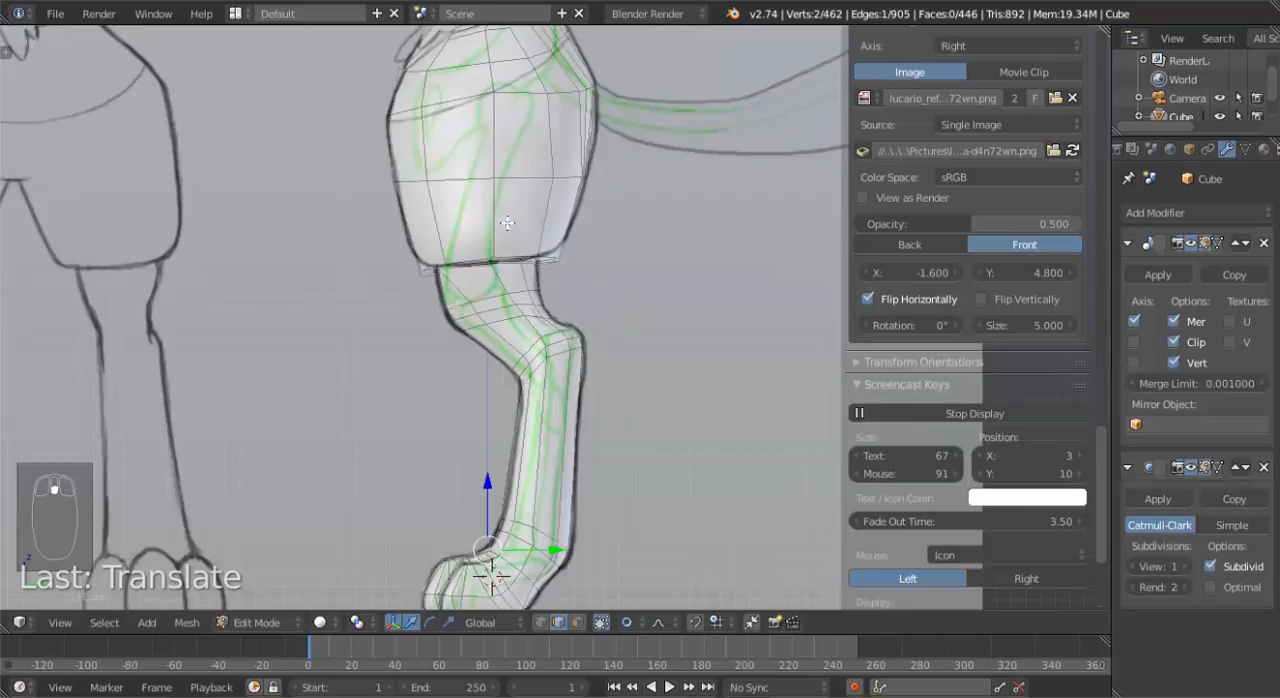 File Render Window Help Default Scene Blender Render v2.74 | Verts:2/462 | Edges:1/905 | Faces:0/446 | Tris:892 | Mem:19.34M | Cube
View Search All Sc
RenderL
World
Camera
Cube
Axis: Right
Image Movie Clip
lucario_ref...72wn.png 2 F
Source: Single Image
//..\..\..\Pictures\l...a-d4n72wn.png
Color Space: sRGB
View as Render
Opacity: 0.500
Back Front
X: -1.600 Y: 4.800
Flip Horizontally Flip Vertically
Rotation: 0° Size: 5.000
Transform Orientations
Screencast Keys
Stop Display
Size: Position:
Text: 67 X: 3
Mouse: 91 Y: 10
Text / Icon Color:
Fade Out Time: 3.50
Mouse: Icon
Left Right
Display:
Cube
Add Modifier
Apply Copy
Axis: Options: Textures:
Mer U
Clip V
Vert
Merge Limit: 0.001000
Mirror Object:
Apply Copy
Catmull-Clark Simple
Subdivisions: Options:
View: 1 Subdivid
Rend: 2 Optimal
z
Last: Translate
View Select Add Mesh Edit Mode Global
-120 -100 -80 -60 -40 -20 0 20 40 60 80 100 120 140 160 180 200 220 240 260 280 300 320 340 360
View Marker Frame Playback Start: 1 End: 250 1 No Sync